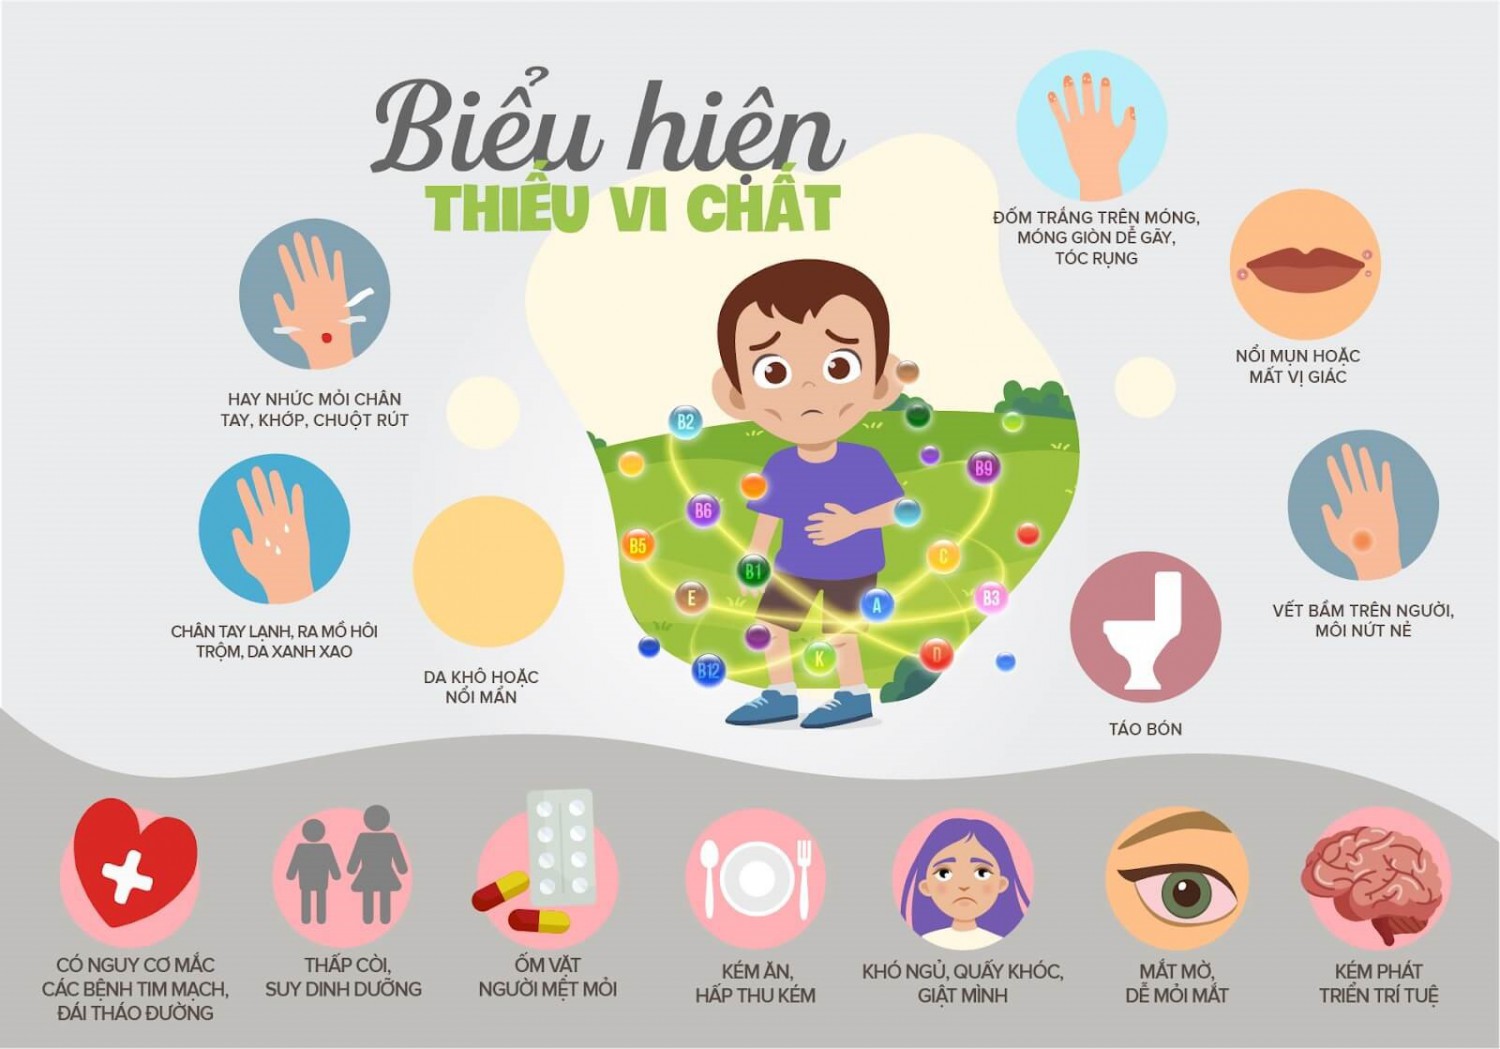 Biểu hiện
THIẾU VI CHẤT
ĐỐM TRẮNG TRÊN MÓNG,
MÓNG GIÒN DỄ GÃY,
TÓC RỤNG
NỔI MỤN HOẶC
MẤT VỊ GIÁC
HAY NHỨC MỎI CHÂN
TAY, KHỚP, CHUỘT RÚT
CHÂN TAY LẠNH, RA MỒ HÔI
TRỘM, DA XANH XAO
DA KHÔ HOẶC
NỔI MẨN
B2
B9
B6
B5
C
B1
E
A
B3
K
D
B12
VẾT BẦM TRÊN NGƯỜI,
MÔI NỨT NẺ
TÁO BÓN
CÓ NGUY CƠ MẮC
CÁC BỆNH TIM MẠCH,
ĐÁI THÁO ĐƯỜNG
THẤP CÒI,
SUY DINH DƯỠNG
ỐM VẶT
NGƯỜI MỆT MỎI
KÉM ĂN,
HẤP THU KÉM
KHÓ NGỦ, QUẤY KHÓC,
GIẬT MÌNH
MẮT MỜ,
DỄ MỎI MẮT
KÉM PHÁT
TRIỂN TRÍ TUỆ